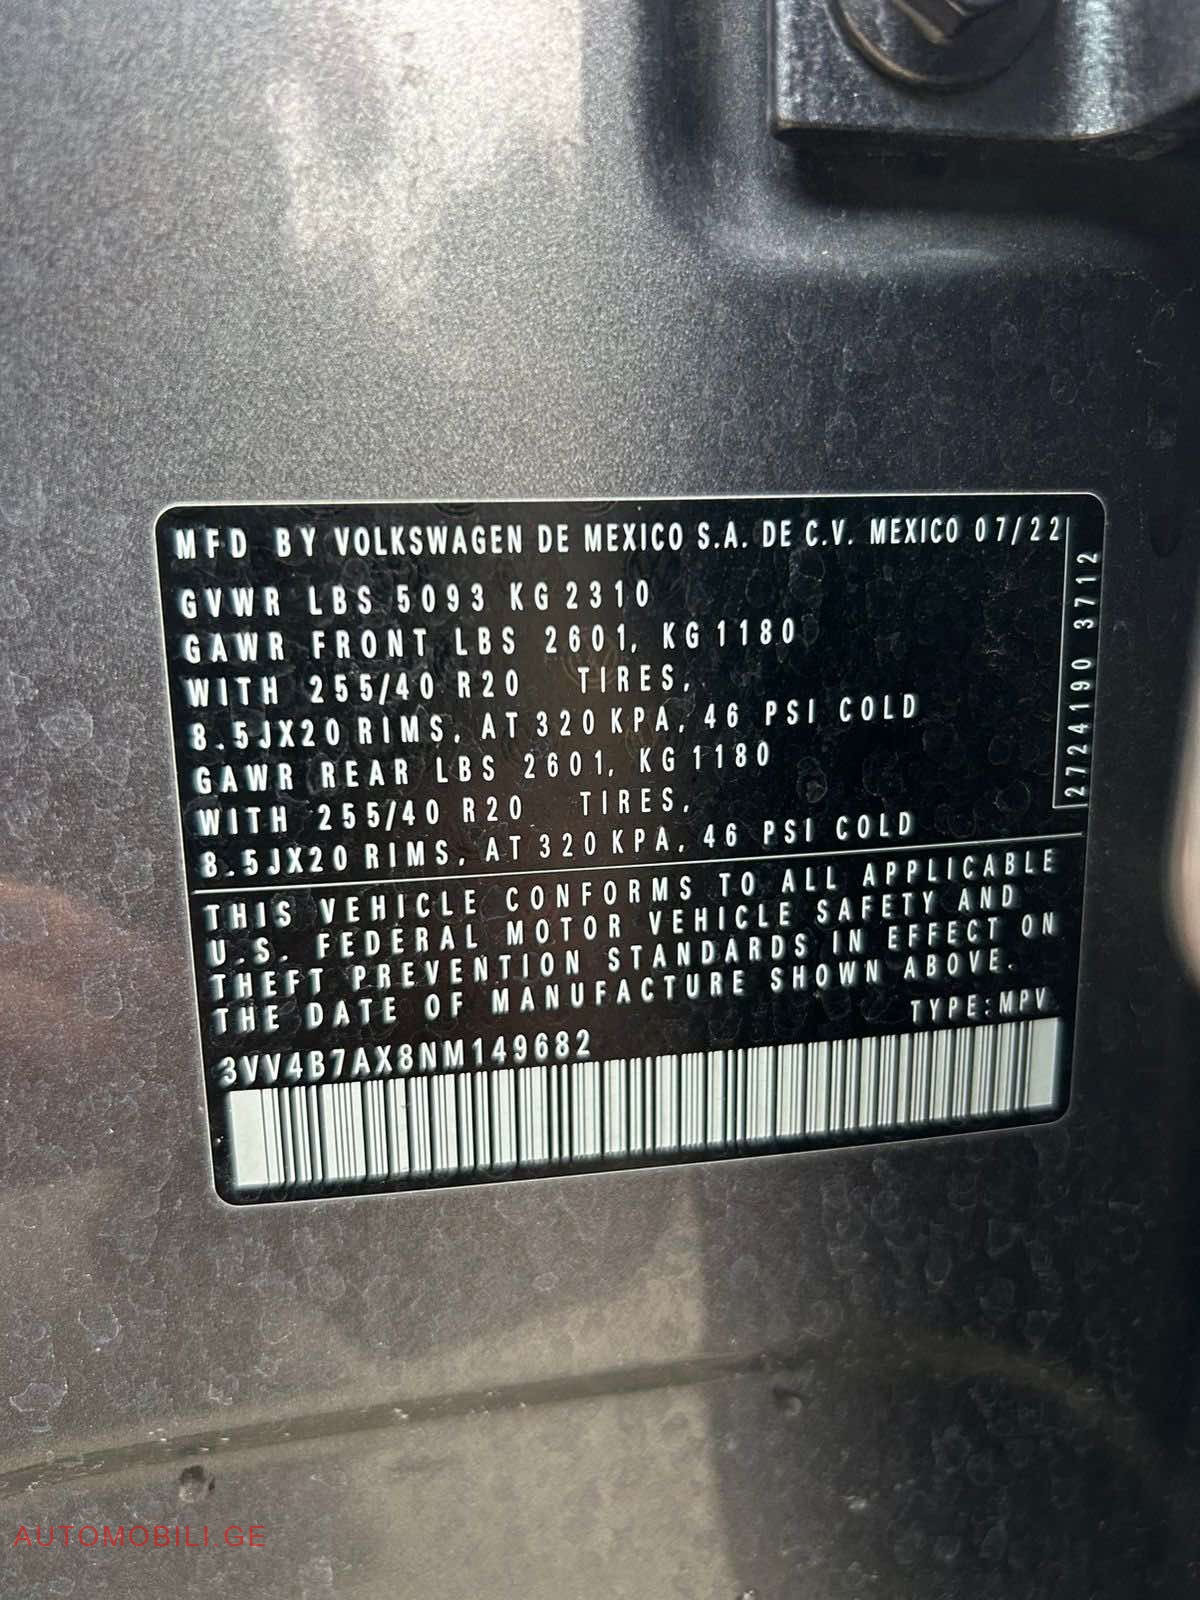 MFD BY VOLKSWAGEN DE MEXICO S.A. DE C.V. MEXICO 07/22
GVWR LBS 5093 KG 2310
GAWR FRONT LBS 2601, KG 1180
WITH 255/40 R20 TIRES,
8.5JX20 RIMS, AT 320 KPA, 46 PSI COLD
GAWR REAR LBS 2601, KG 1180
WITH 255/40 R20 TIRES,
8.5JX20 RIMS, AT 320 KPA, 46 PSI COLD
2724190 3712
THIS VEHICLE CONFORMS TO ALL APPLICABLE
U.S. FEDERAL MOTOR VEHICLE SAFETY AND
THEFT PREVENTION STANDARDS IN EFFECT ON
THE DATE OF MANUFACTURE SHOWN ABOVE.
TYPE: MPV
3VV4B7AX8NM149682
AUTOMOBILI.GE